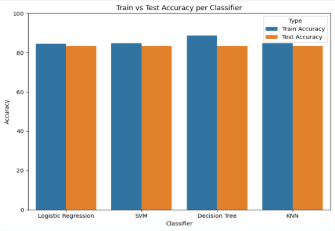 Train vs Test Accuracy per Classifier
Type
Train Accuracy
Test Accuracy
100
80
60
40
20
0
Accuracy
Logistic Regression
SVM
Decision Tree
KNN
Classifier